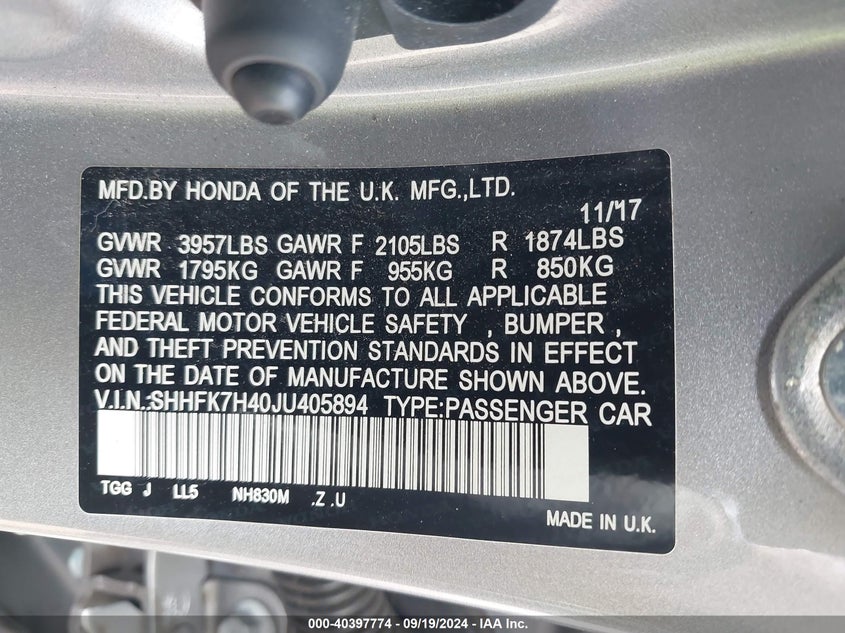 MFD.BY HONDA OF THE U.K. MFG.,LTD.
11/17
GVWR 3957LBS GAWR F 2105LBS R 1874LBS
GVWR 1795KG GAWR F 955KG R 850KG
THIS VEHICLE CONFORMS TO ALL APPLICABLE
FEDERAL MOTOR VEHICLE SAFETY , BUMPER ,
AND THEFT PREVENTION STANDARDS IN EFFECT
ON THE DATE OF MANUFACTURE SHOWN ABOVE.
V.I.N.:SHHFK7H40JU405894 TYPE:PASSENGER CAR
TGG J LL5 NH830M .Z .U
MADE IN U.K.
000-40397774 - 09/19/2024 - IAA Inc.